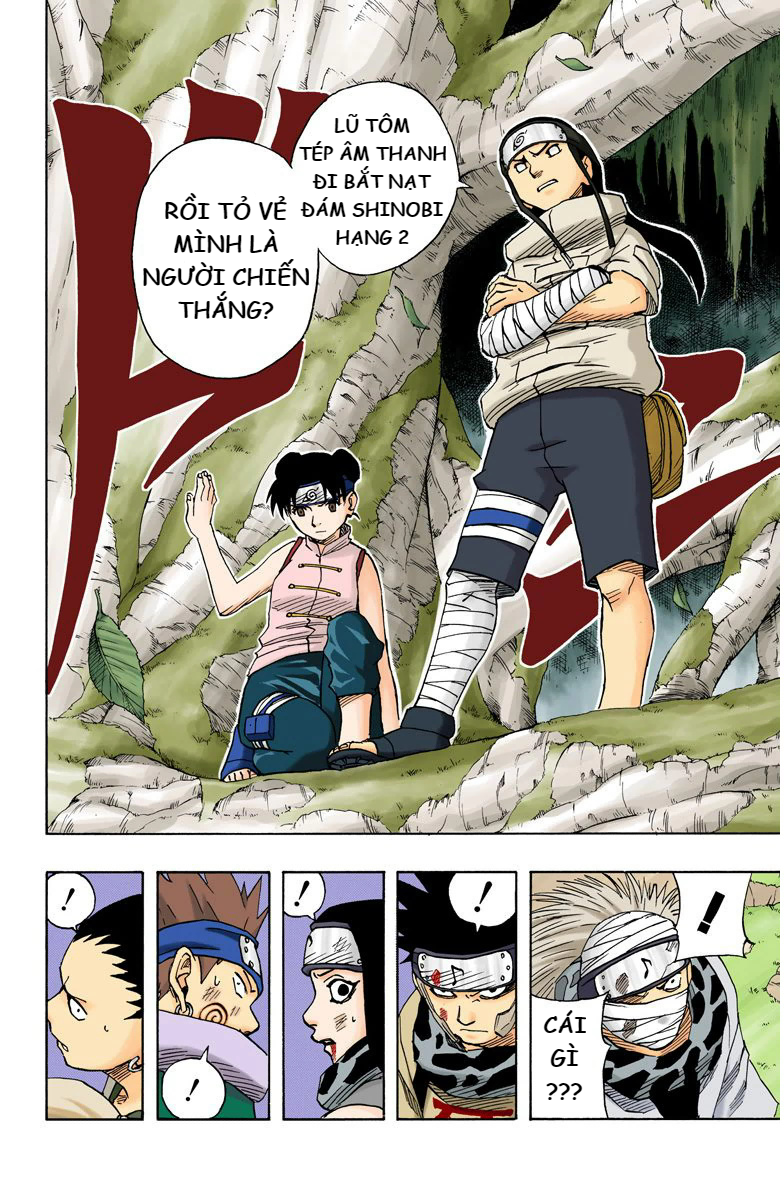 LŨ TÔM
TÉP ÂM THANH
ĐI BẮT NẠT
ĐÁM SHINOBI
HẠNG 2
RỒI TỎ VẺ
MÌNH LÀ
NGƯỜI CHIẾN
THẮNG?
!
!
!
!
!
CÁI
GÌ
???